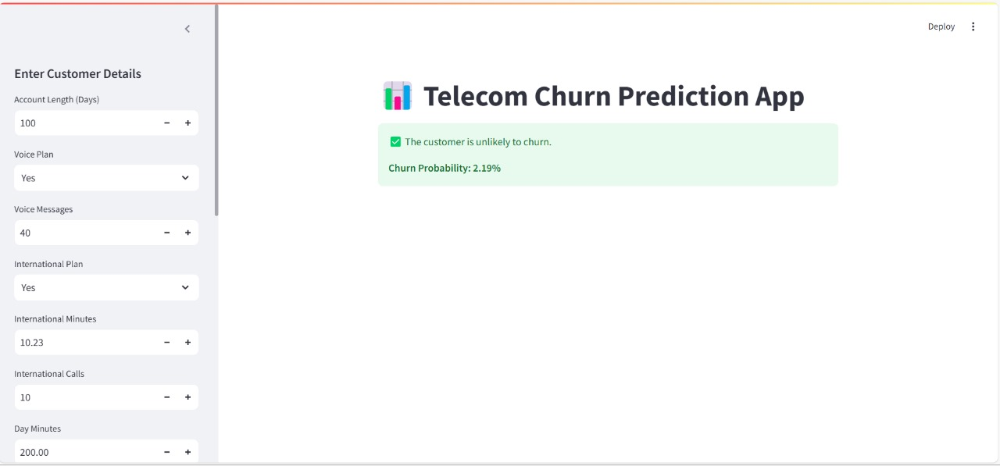 Enter Customer Details
Account Length (Days)
100
Voice Plan
Yes
Voice Messages
40
International Plan
Yes
International Minutes
10.23
International Calls
10
Day Minutes
200.00
Deploy
Telecom Churn Prediction App
The customer is unlikely to churn.
Churn Probability: 2.19%